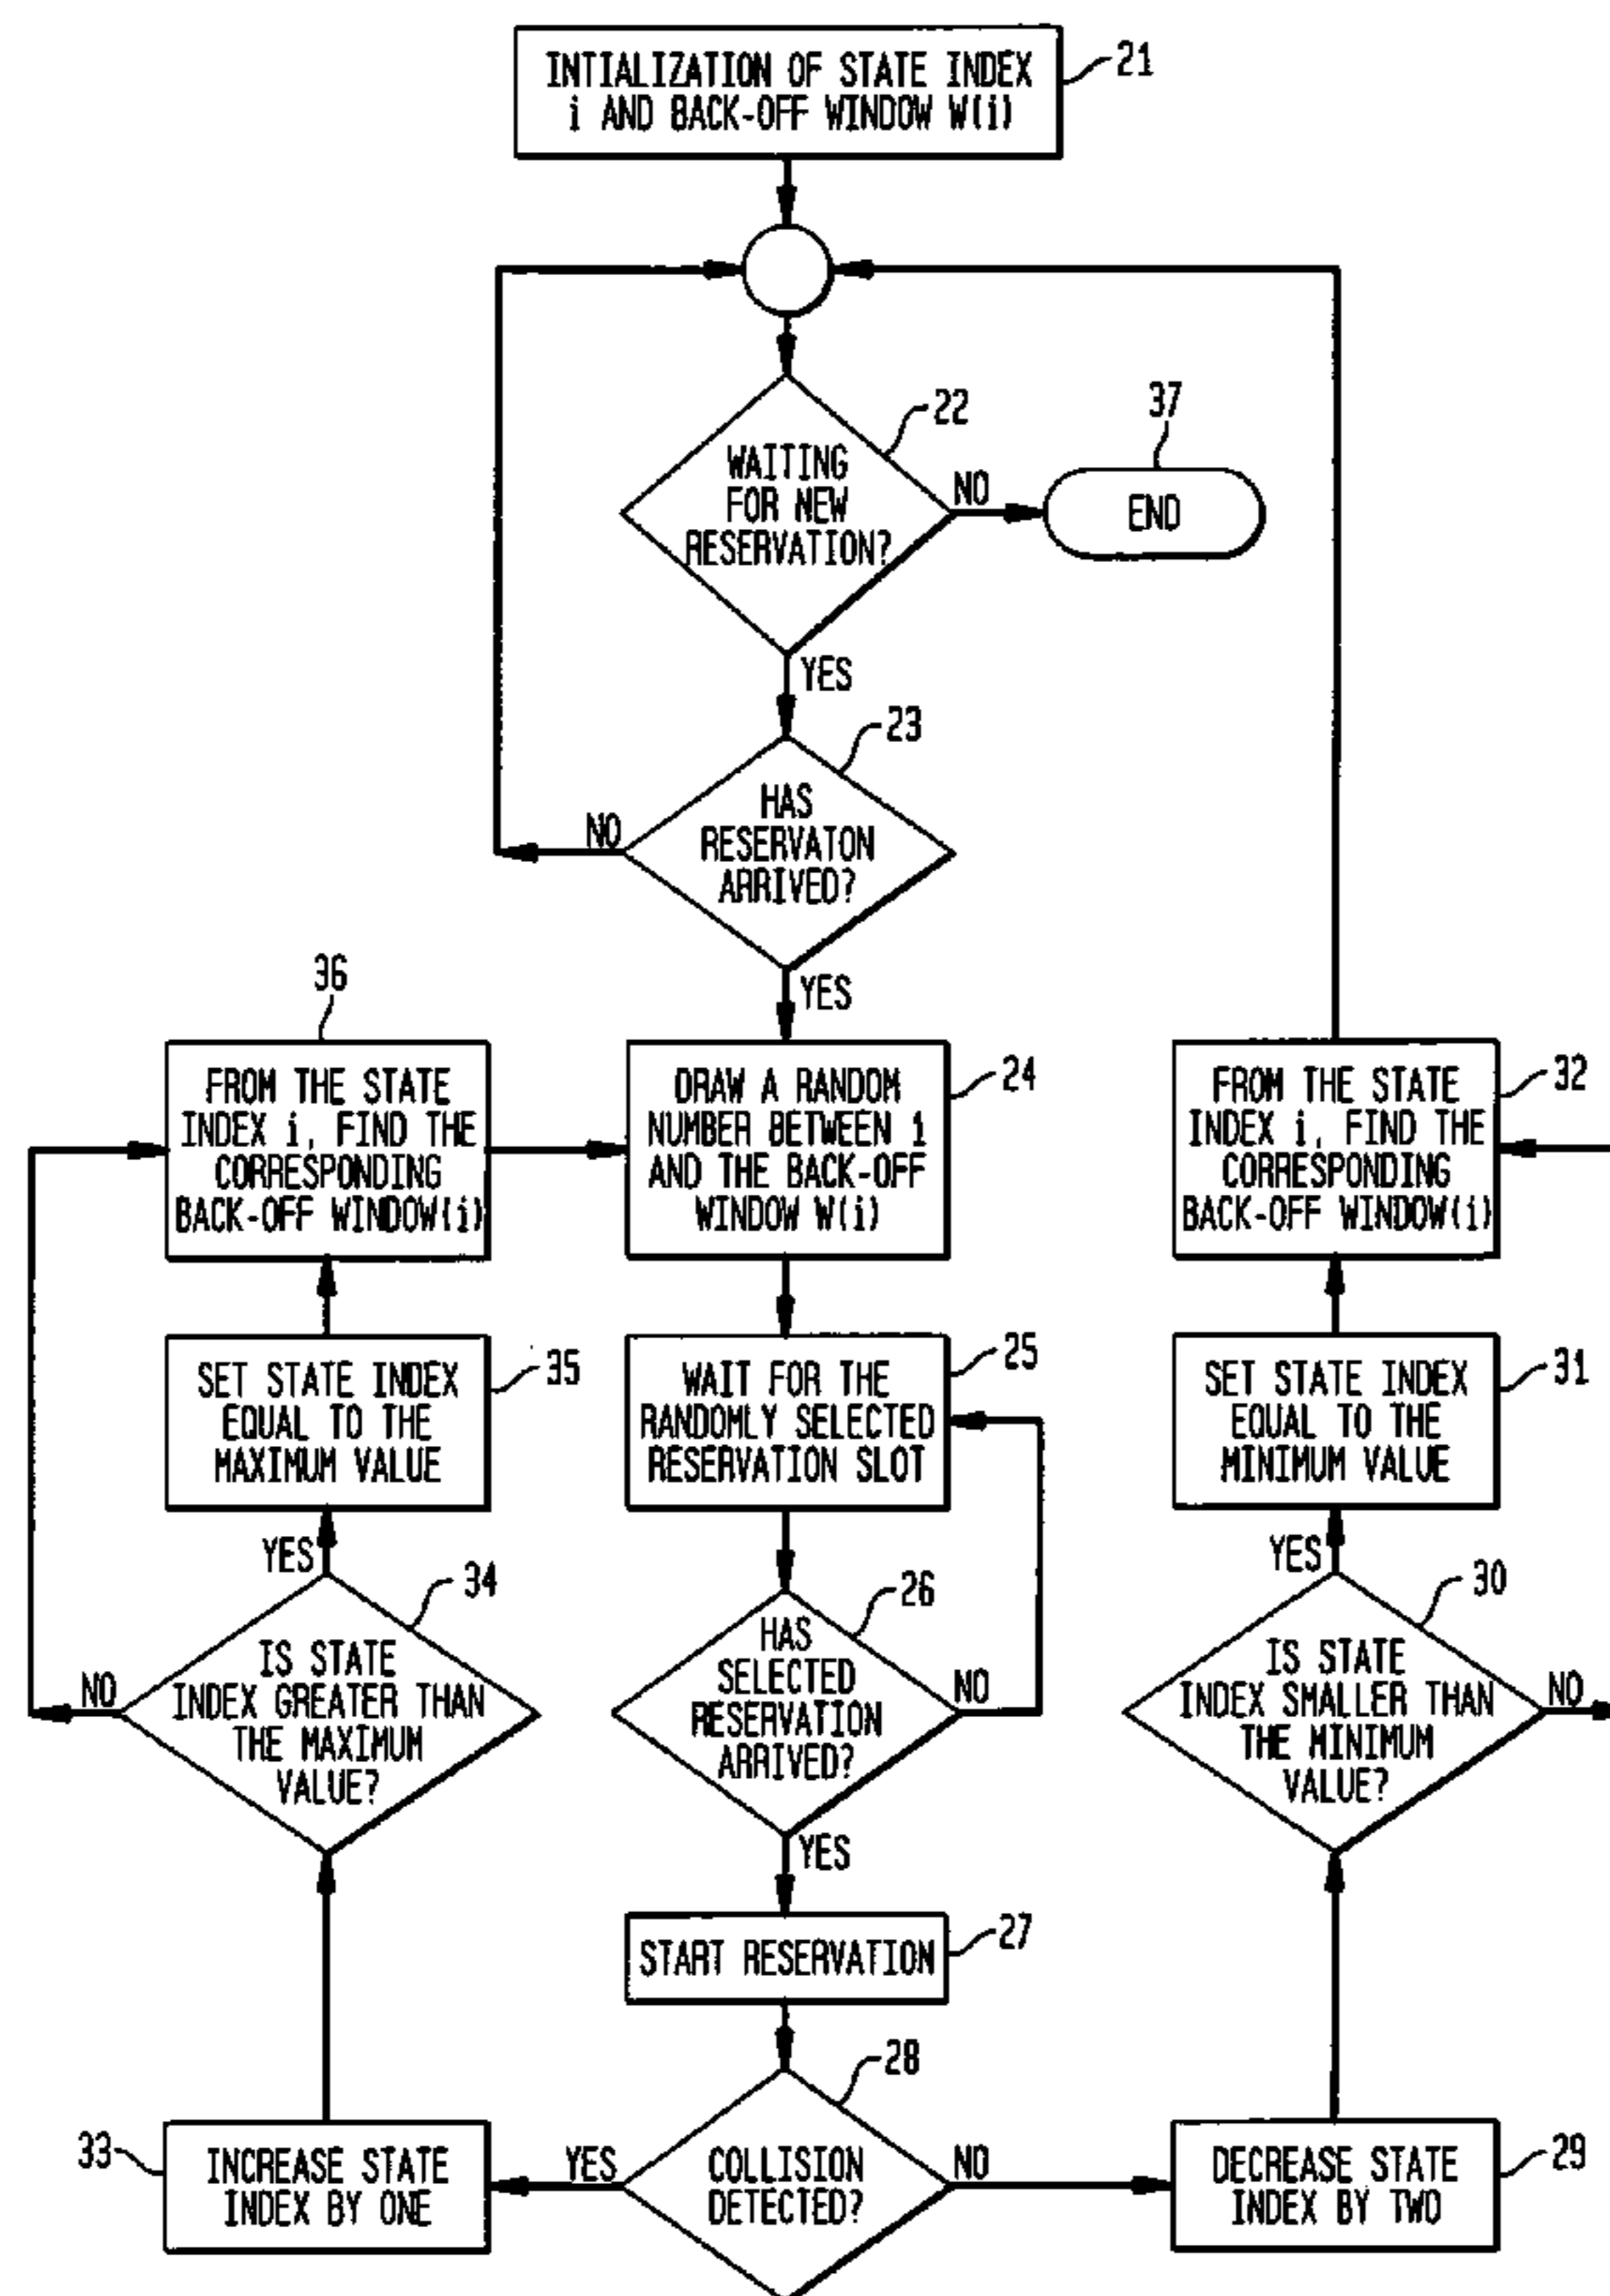 INTIALIZATION OF STATE INDEX
i AND BACK-OFF WINDOW W(i)
21
WAITING
FOR NEW
RESERVATION?
22
NO
37
END
YES
23
HAS
RESERVATON
ARRIVED?
NO
YES
36
FROM THE STATE
INDEX i, FIND THE
CORRESPONDING
BACK-OFF WINDOW(i)
DRAW A RANDOM
NUMBER BETWEEN 1
AND THE BACK-OFF
WINDOW W(i)
24
FROM THE STATE
INDEX i, FIND THE
CORRESPONDING
BACK-OFF WINDOW(i)
32
SET STATE INDEX
EQUAL TO THE
MAXIMUM VALUE
35
WAIT FOR THE
RANDOMLY SELECTED
RESERVATION SLOT
25
SET STATE INDEX
EQUAL TO THE
MINIMUM VALUE
31
YES
34
IS STATE
INDEX GREATER THAN
THE MAXIMUM
VALUE?
NO
26
HAS
SELECTED
RESERVATION
ARRIVED?
NO
YES
YES
30
IS STATE
INDEX SMALLER THAN
THE MINIMUM
VALUE?
NO
START RESERVATION
27
28
COLLISION
DETECTED?
YES
NO
33
INCREASE STATE
INDEX BY ONE
DECREASE STATE
INDEX BY TWO
29